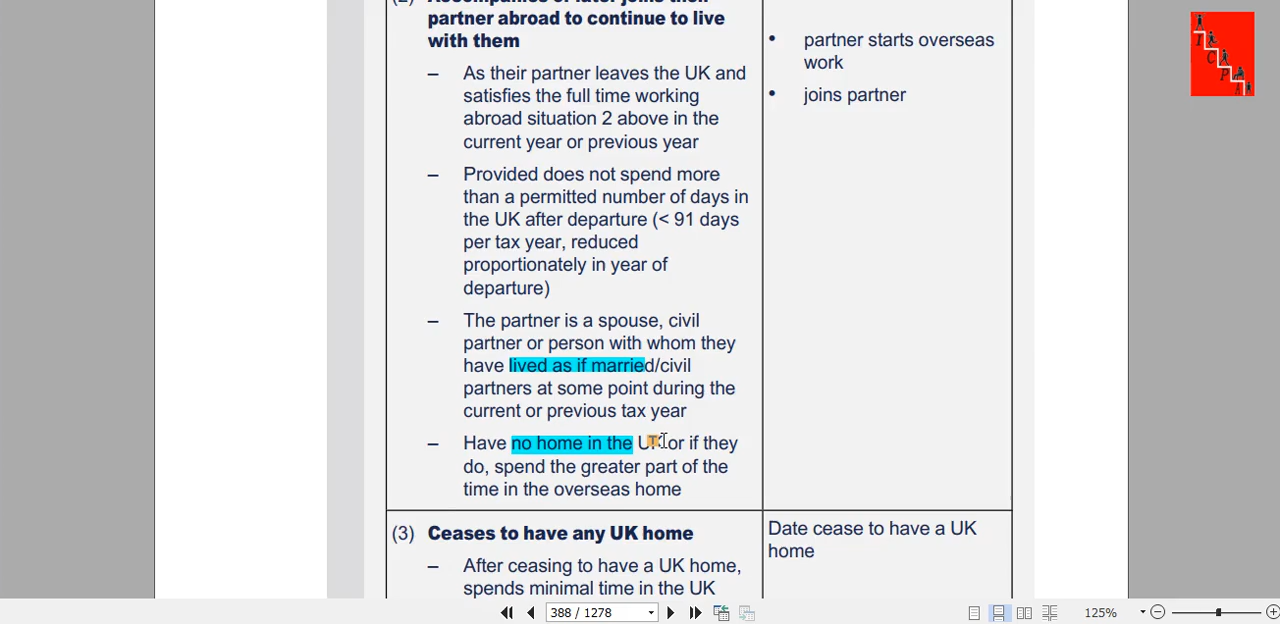 (2) Accompanies or later joins their
partner abroad to continue to live
with them
– As their partner leaves the UK and
satisfies the full time working
abroad situation 2 above in the
current year or previous year
– Provided does not spend more
than a permitted number of days in
the UK after departure (< 91 days
per tax year, reduced
proportionately in year of
departure)
– The partner is a spouse, civil
partner or person with whom they
have lived as if married/civil
partners at some point during the
current or previous tax year
– Have no home in the UK or if they
do, spend the greater part of the
time in the overseas home
• partner starts overseas
work
• joins partner
(3) Ceases to have any UK home
– After ceasing to have a UK home,
spends minimal time in the UK
Date cease to have a UK
home
T
C
P
A
388 / 1278
125%